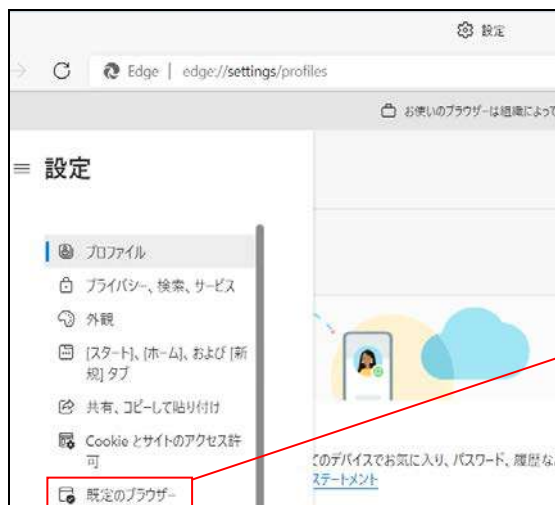 設定
Edge | edge://settings/profiles
お使いのブラウザーは組織によって
設定
プロファイル
プライバシー、検索、サービス
外観
[スタート]、[ホーム]、および [新
規] タブ
共有、コピーして貼り付け
Cookie とサイトのアクセス許
可
既定のブラウザー
てのデバイスでお気に入り、パスワード、履歴な
ステートメント